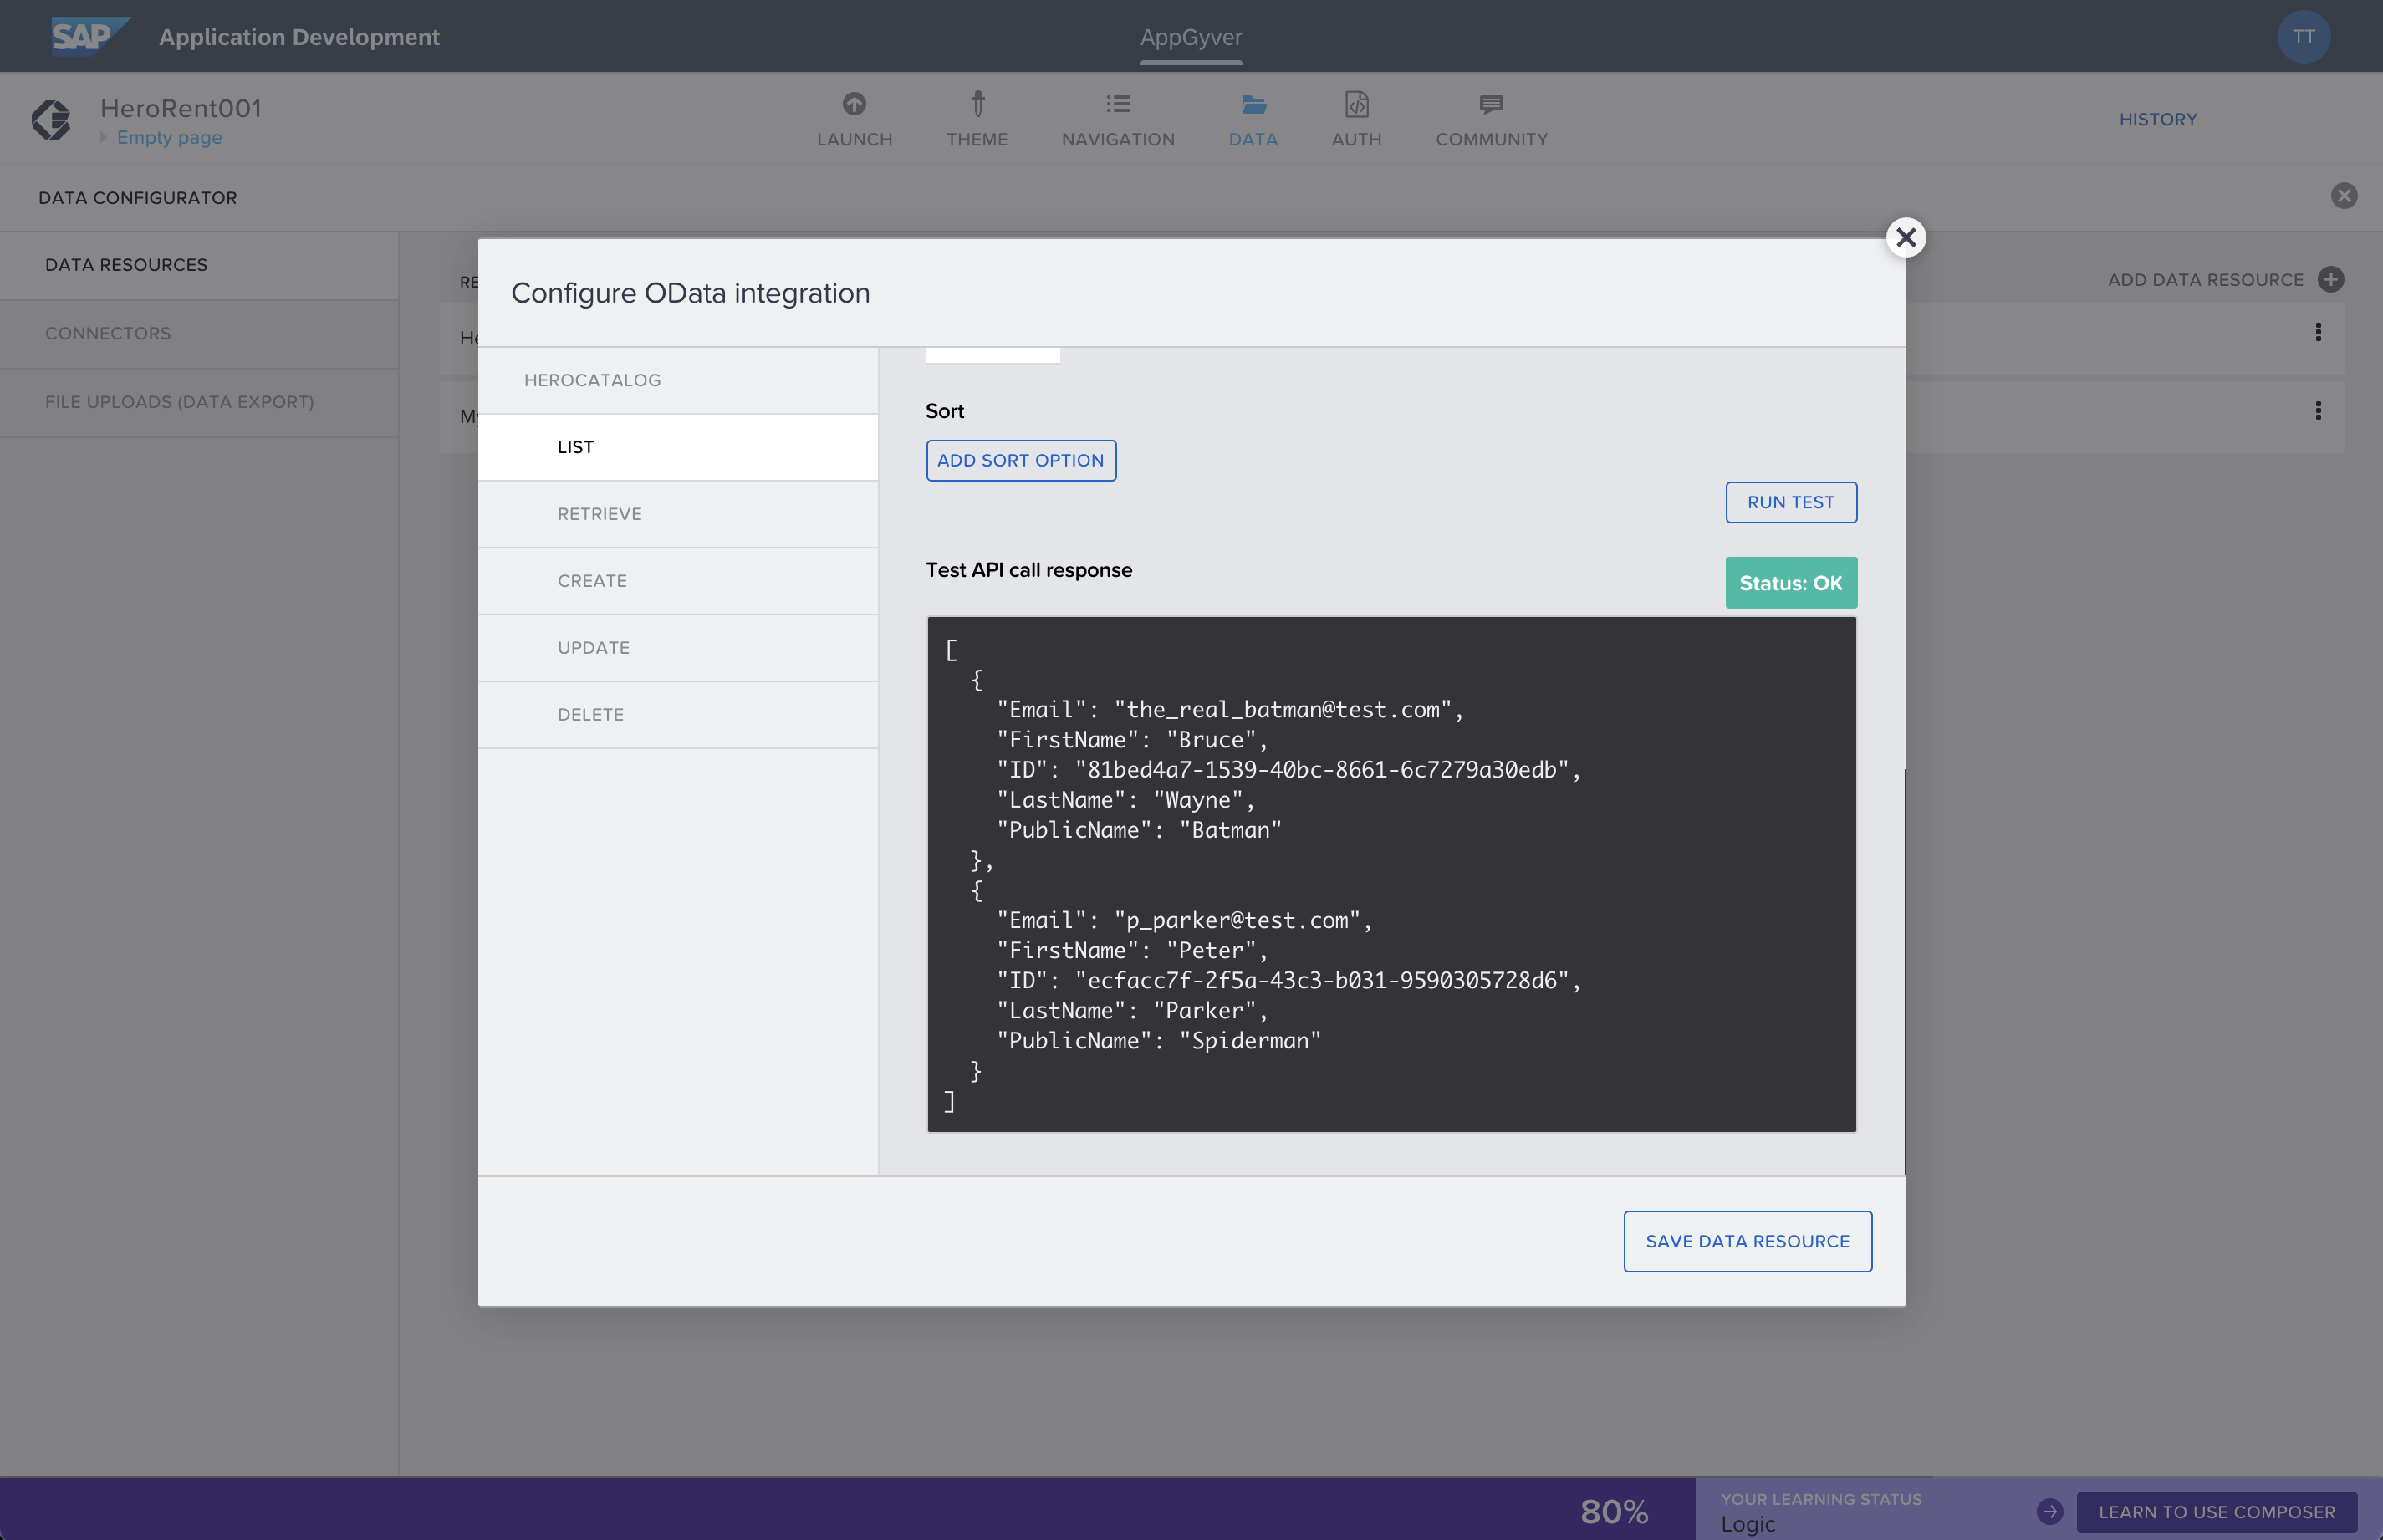 SAP Application Development
AppGyver
TT
HeroRent001
Empty page
LAUNCH
THEME
NAVIGATION
DATA
AUTH
COMMUNITY
HISTORY
DATA CONFIGURATOR
DATA RESOURCES
CONNECTORS
FILE UPLOADS (DATA EXPORT)
ADD DATA RESOURCE
Configure OData integration
HEROCATALOG
LIST
RETRIEVE
CREATE
UPDATE
DELETE
Sort
ADD SORT OPTION
RUN TEST
Test API call response
Status: OK
[
{
"Email": "the_real_batman@test.com",
"FirstName": "Bruce",
"ID": "81bed4a7-1539-40bc-8661-6c7279a30edb",
"LastName": "Wayne",
"PublicName": "Batman"
},
{
"Email": "p_parker@test.com",
"FirstName": "Peter",
"ID": "ecfacc7f-2f5a-43c3-b031-9590305728d6",
"LastName": "Parker",
"PublicName": "Spiderman"
}
]
SAVE DATA RESOURCE
80%
YOUR LEARNING STATUS
Logic
LEARN TO USE COMPOSER